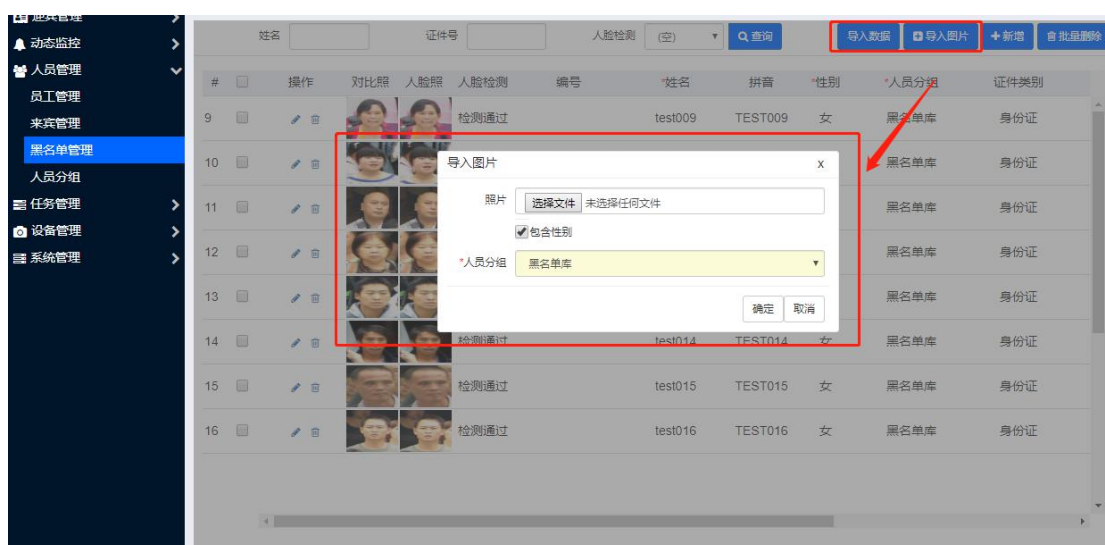 迎宾管理
动态监控
人员管理
员工管理
来宾管理
黑名单管理
人员分组
任务管理
设备管理
系统管理
姓名 证件号 人脸检测 (空) 查询 导入数据 导入图片 新增 批量删除
# 操作 对比照 人脸照 人脸检测 编号 *姓名 拼音 *性别 *人员分组 证件类别
9 检测通过 test009 TEST009 女 黑名单库 身份证
10 黑名单库 身份证
11 黑名单库 身份证
12 黑名单库 身份证
13 黑名单库 身份证
14 检测通过 test014 TEST014 女 黑名单库 身份证
15 检测通过 test015 TEST015 女 黑名单库 身份证
16 检测通过 test016 TEST016 女 黑名单库 身份证
导入图片 x
照片 选择文件 未选择任何文件
包含性别
*人员分组 黑名单库
确定 取消